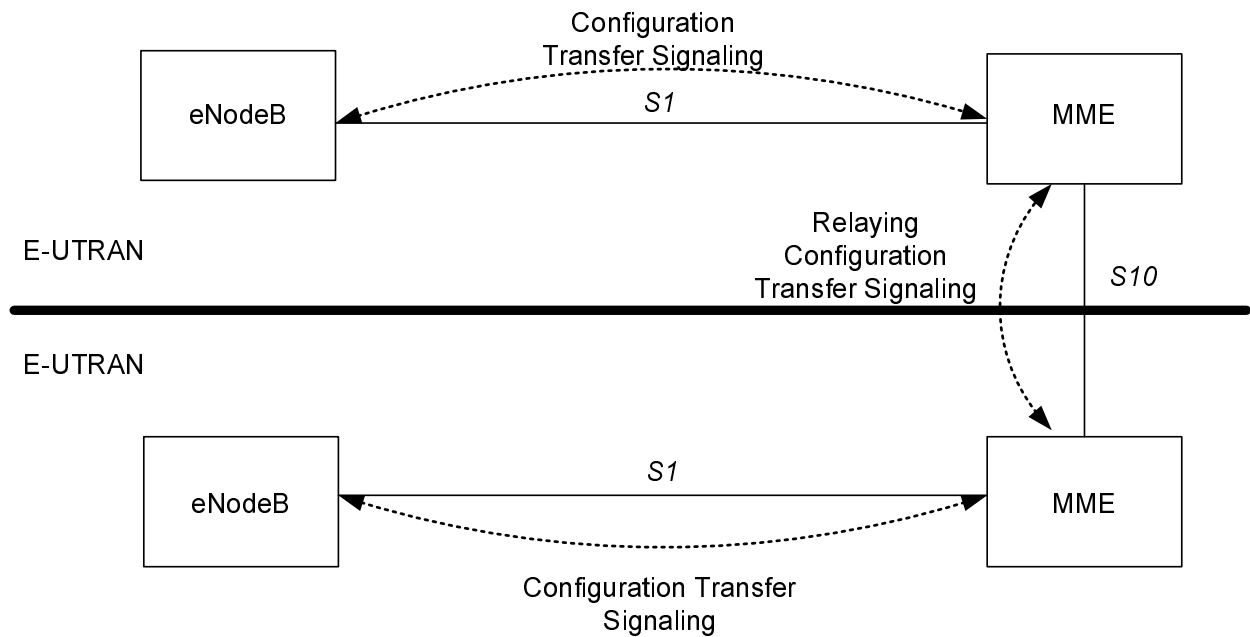 Configuration
Transfer Signaling
eNodeB
S1
MME
Relaying
Configuration
Transfer Signaling
E-UTRAN
S10
E-UTRAN
eNodeB
S1
MME
Configuration Transfer
Signaling